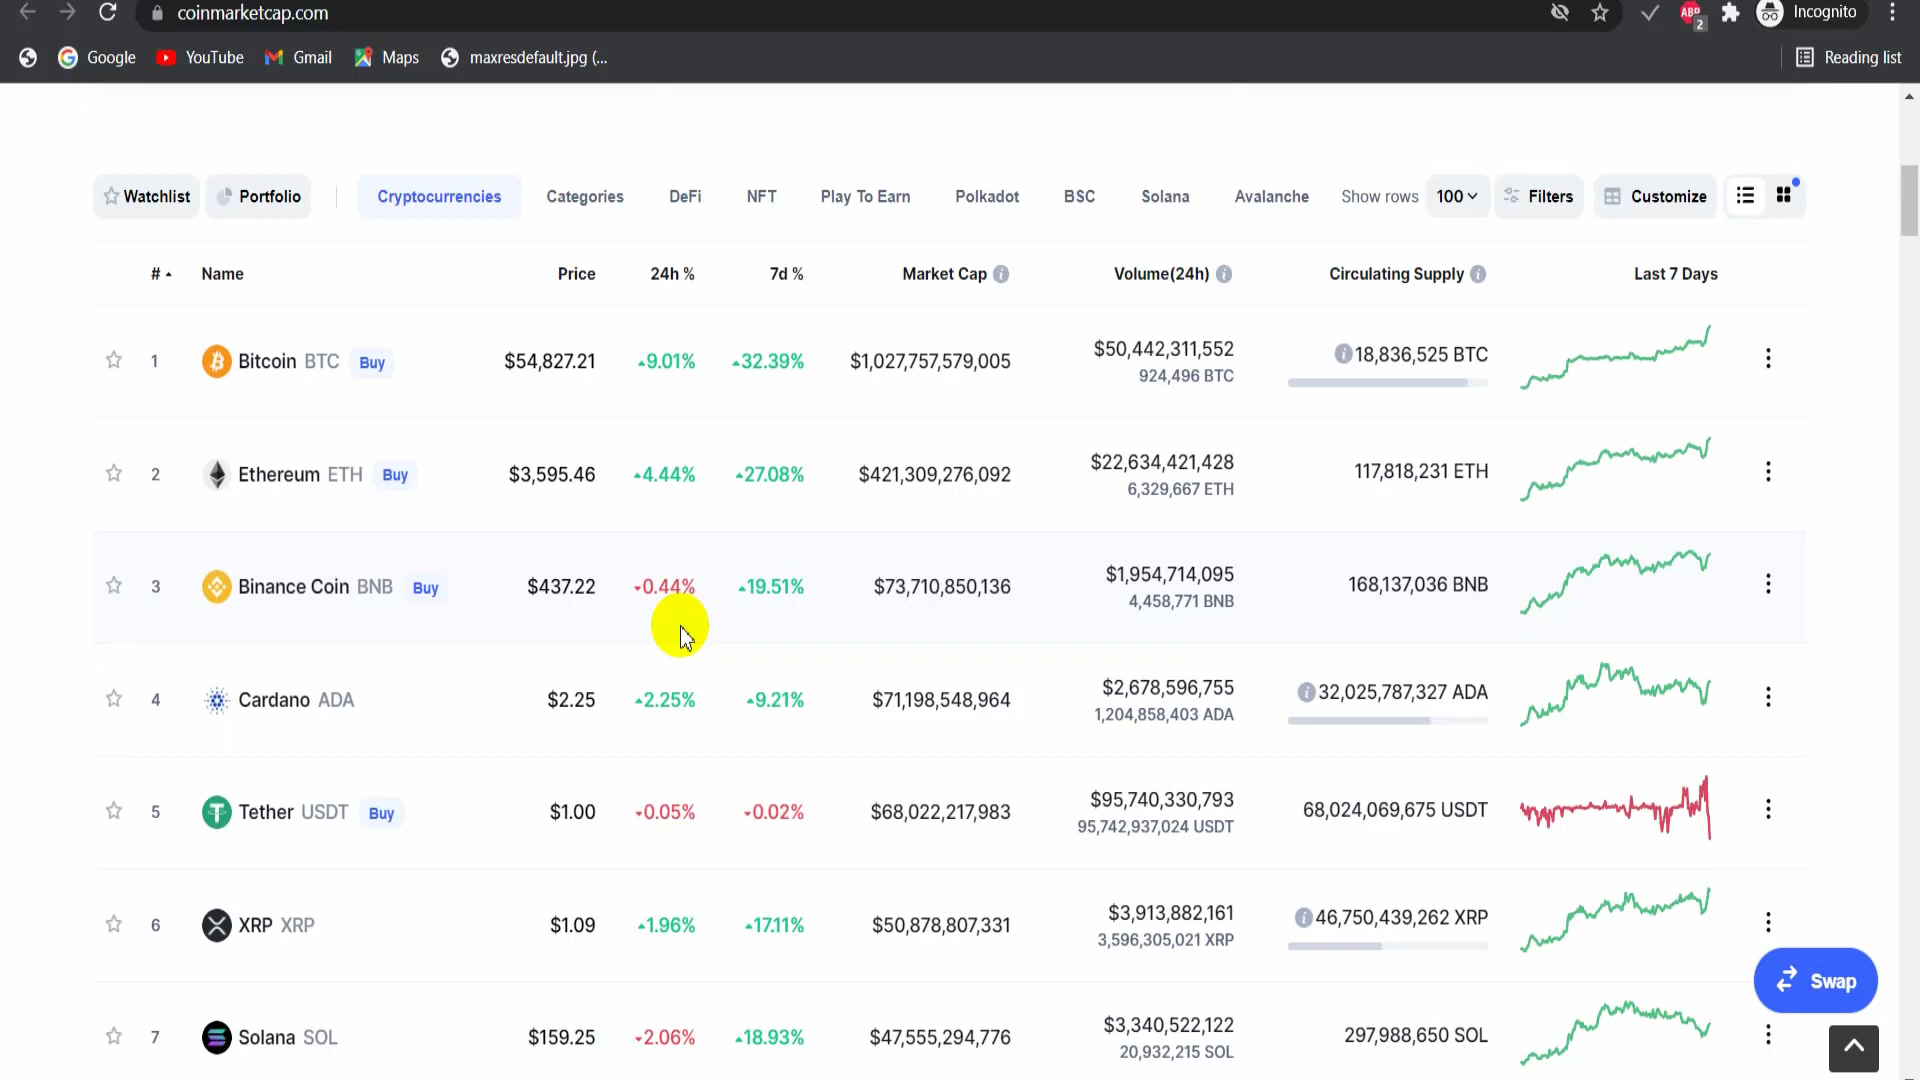 coinmarketcap.com
ABP 2
Incognito
Google YouTube Gmail Maps maxresdefault.jpg (... Reading list
Watchlist Portfolio Cryptocurrencies Categories DeFi NFT Play To Earn Polkadot BSC Solana Avalanche Show rows 100 Filters Customize
# Name Price 24h % 7d % Market Cap Volume(24h) Circulating Supply Last 7 Days
1 Bitcoin BTC Buy $54,827.21 9.01% 32.39% $1,027,757,579,005 $50,442,311,552 18,836,525 BTC
924,496 BTC
2 Ethereum ETH Buy $3,595.46 4.44% 27.08% $421,309,276,092 $22,634,421,428 117,818,231 ETH
6,329,667 ETH
3 Binance Coin BNB Buy $437.22 -0.44% 19.51% $73,710,850,136 $1,954,714,095 168,137,036 BNB
4,458,771 BNB
4 Cardano ADA $2.25 2.25% 9.21% $71,198,548,964 $2,678,596,755 32,025,787,327 ADA
1,204,858,403 ADA
5 Tether USDT Buy $1.00 -0.05% -0.02% $68,022,217,983 $95,740,330,793 68,024,069,675 USDT
95,742,937,024 USDT
6 XRP XRP $1.09 1.96% 17.11% $50,878,807,331 $3,913,882,161 46,750,439,262 XRP
3,596,305,021 XRP
Swap
7 Solana SOL $159.25 -2.06% 18.93% $47,555,294,776 $3,340,522,122 297,988,650 SOL
20,932,215 SOL